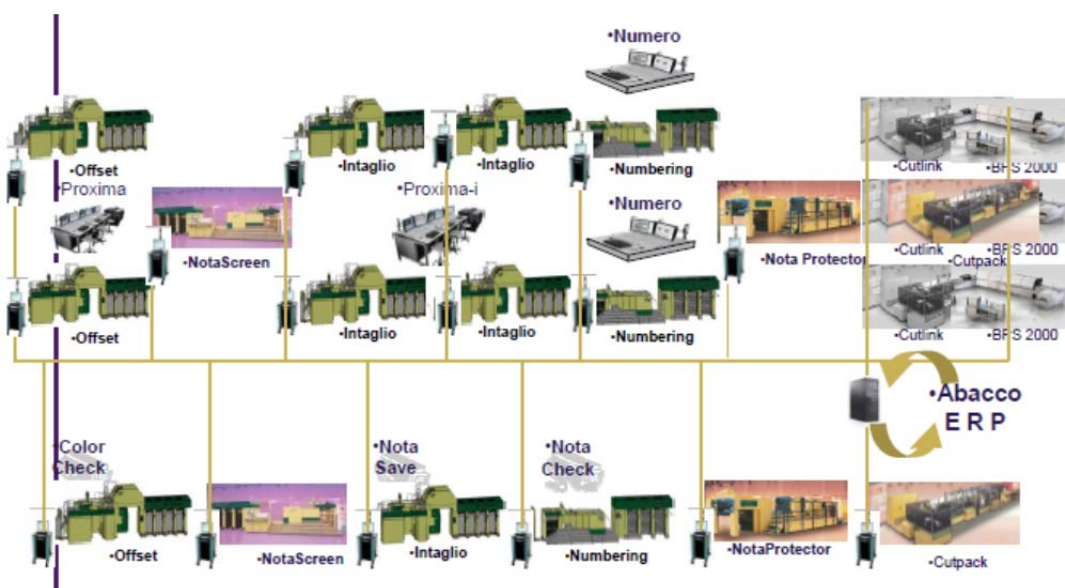 •Numero
•Offset
•Intaglio
•Intaglio
•Numbering
•Cutlink
•BPS 2000
•Proxima
•Proxima-i
•Numero
•NotaScreen
•Nota Protector
•Cutlink
•BPS 2000
•Cutpack
•Offset
•Intaglio
•Intaglio
•Numbering
•Cutlink
•BPS 2000
•Abacco
E R P
•Color
Check
•Nota
Save
•Nota
Check
•Offset
•NotaScreen
•Intaglio
•Numbering
•NotaProtector
•Cutpack